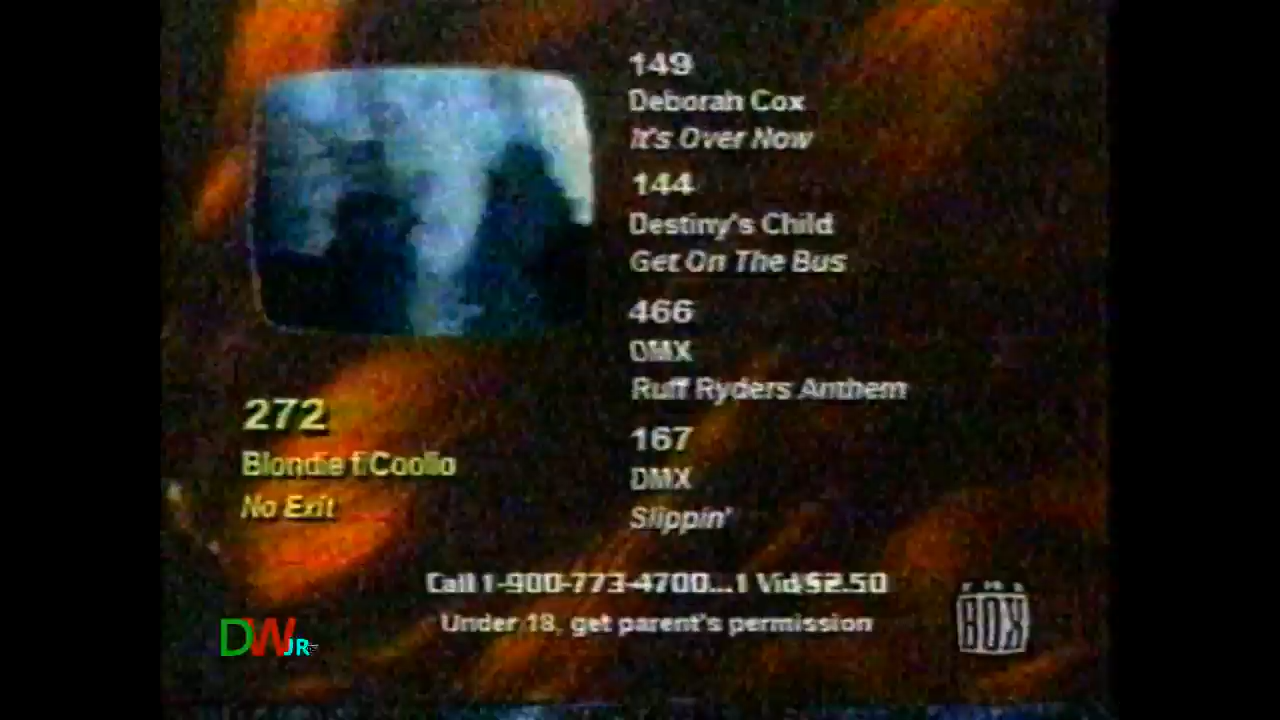 149
Deborah Cox
It's Over Now
144
Destiny's Child
Get On The Bus
466
DMX
Ruff Ryders Anthem
167
DMX
Slippin'
272
Blondie f/Coolio
No Exit
Call 1-900-773-4700...1 Vid$2.50
Under 18, get parent's permission
THE
BOX
DWJR